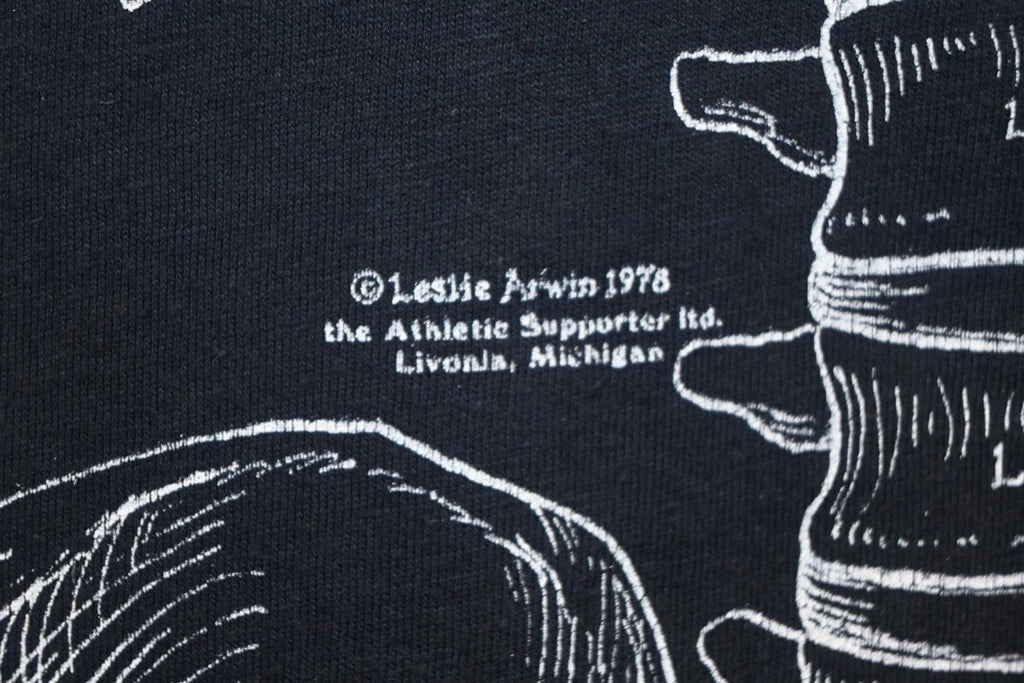 © Leslie Arwin 1978
the Athletic Supporter ltd.
Livonia, Michigan
L
L